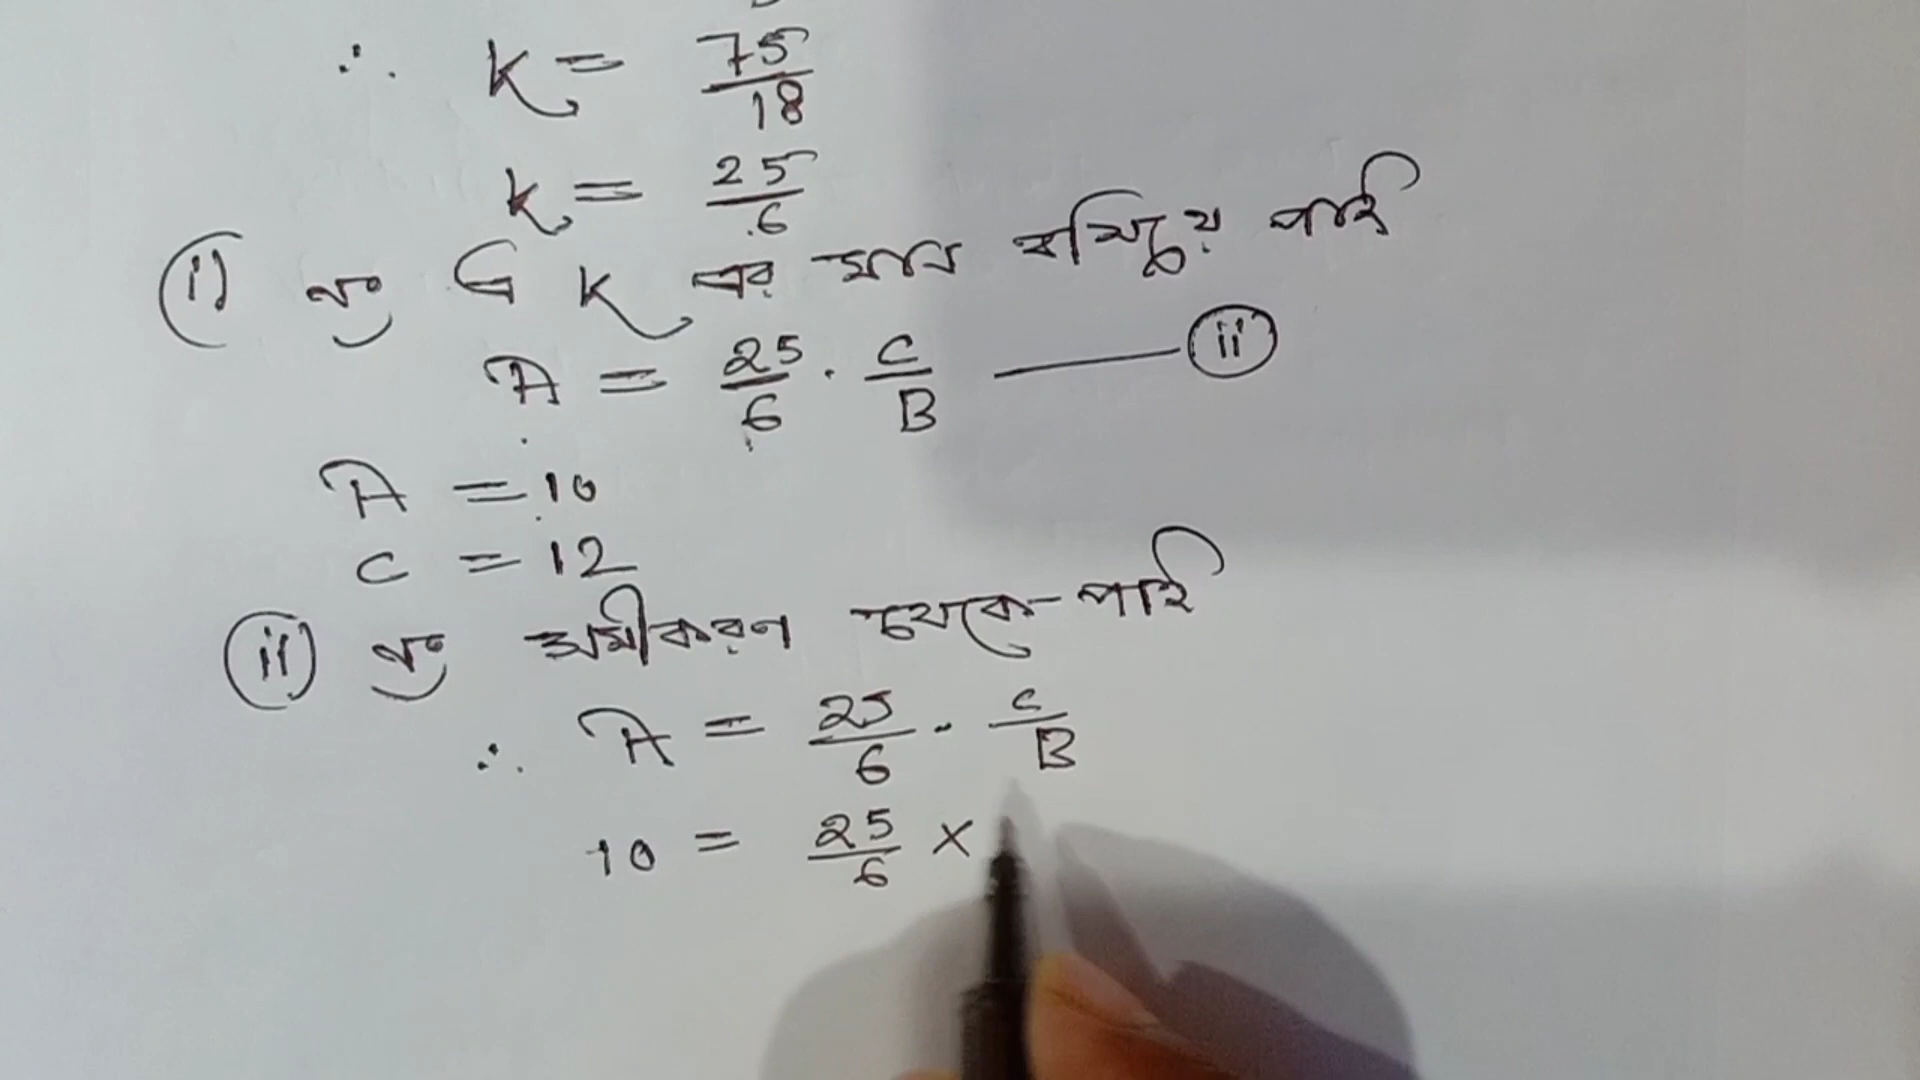 ∴ K = 75/18
K = 25/6
(i) নং এ K এর মান বসিয়ে পাই
A = 25/6 · C/B —— (ii)
A = 10
C = 12
(ii) নং সমীকরণ থেকে পাই
∴ A = 25/6 · C/B
10 = 25/6 ×